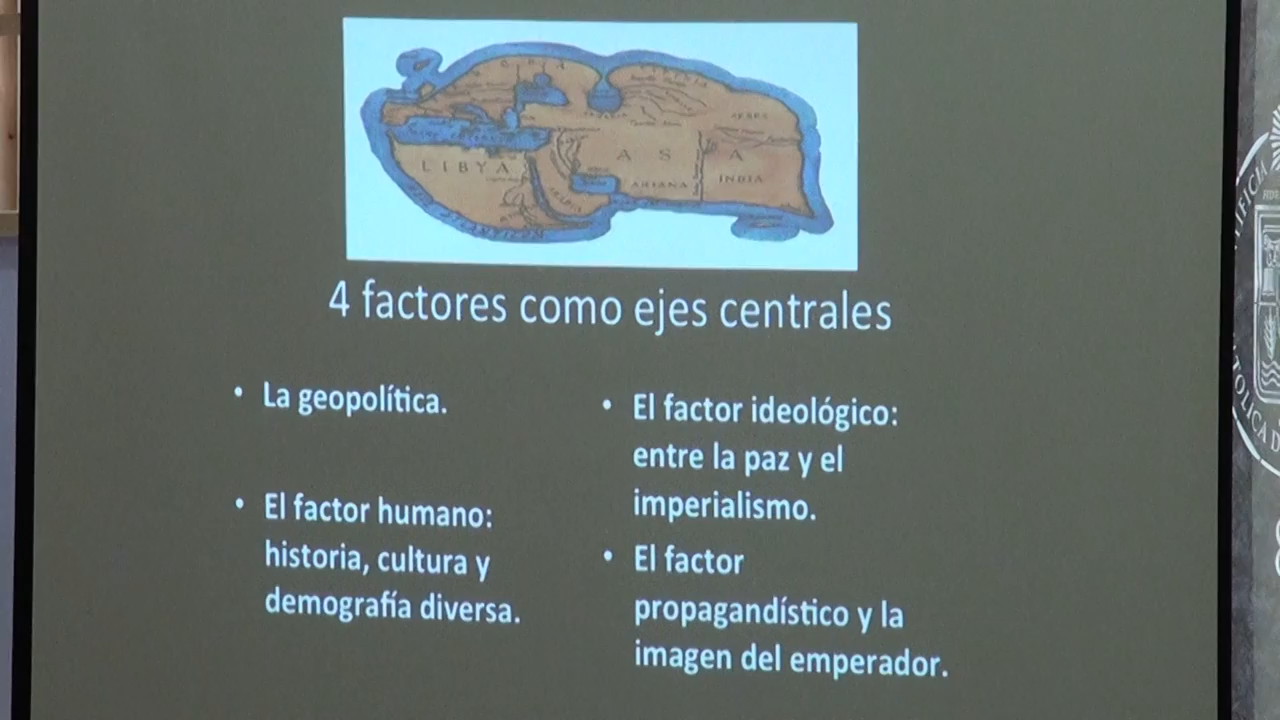 LIBYA
A S A
ARIANA
INDIA
4 factores como ejes centrales
• La geopolítica.
• El factor humano:
historia, cultura y
demografía diversa.
• El factor ideológico:
entre la paz y el
imperialismo.
• El factor
propagandístico y la
imagen del emperador.